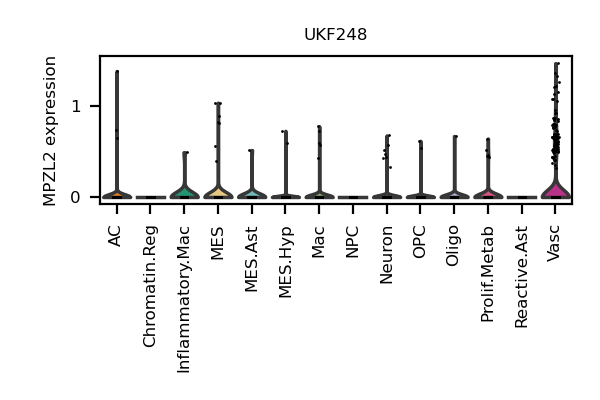 UKF248
MPZL2 expression
1
0
AC
Chromatin.Reg
Inflammatory.Mac
MES
MES.Ast
MES.Hyp
Mac
NPC
Neuron
OPC
Oligo
Prolif.Metab
Reactive.Ast
Vasc